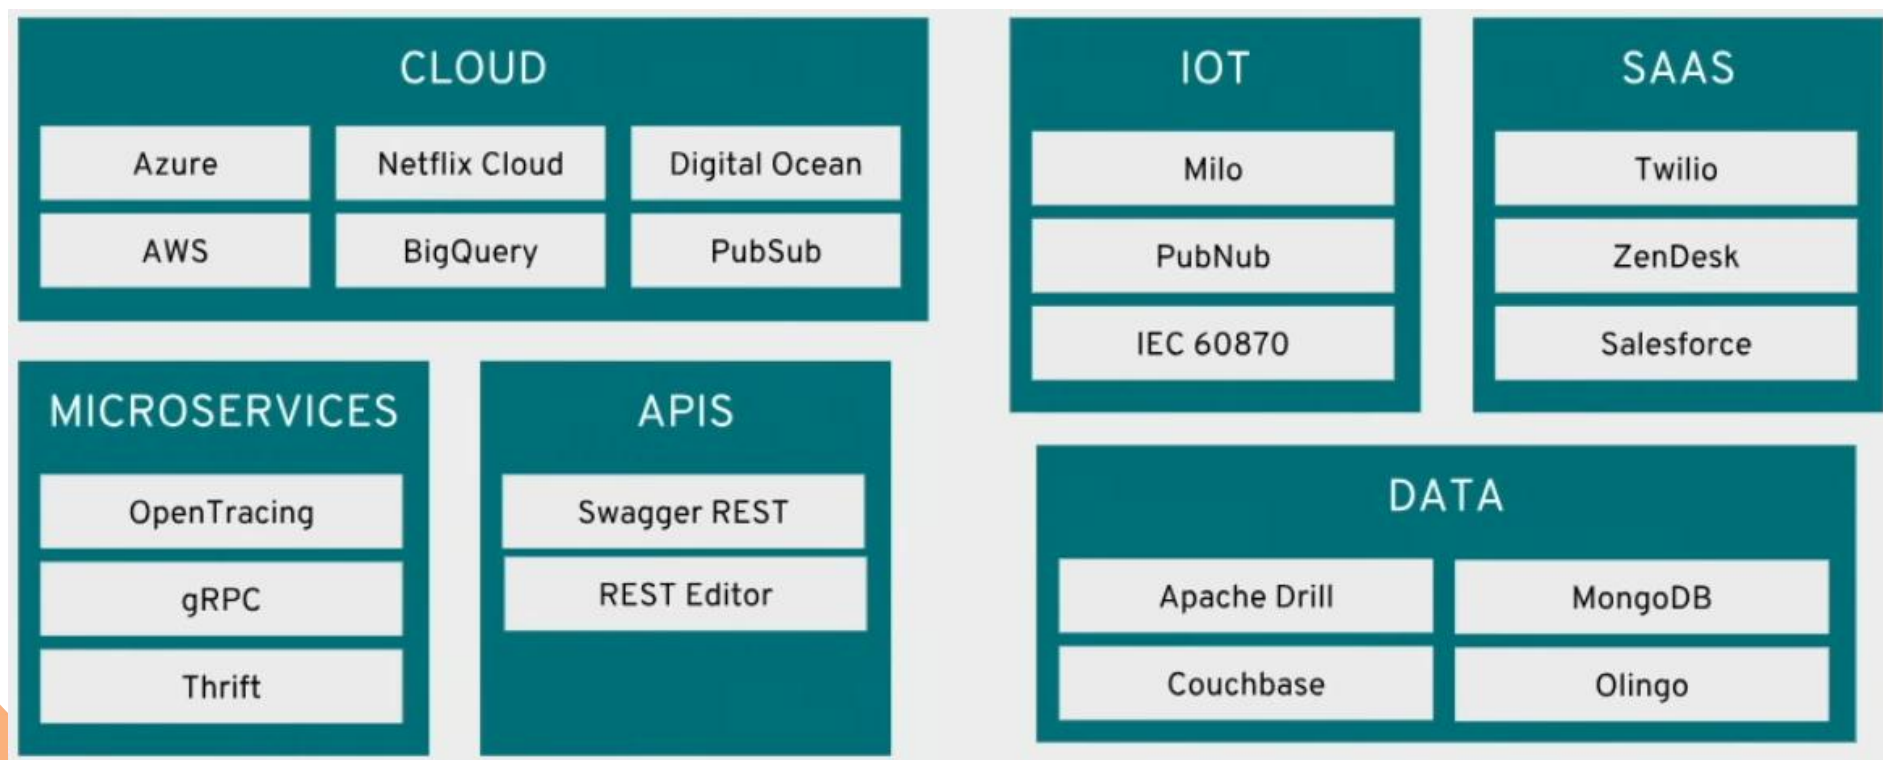 CLOUD
Azure
Netflix Cloud
Digital Ocean
AWS
BigQuery
PubSub
IOT
Milo
PubNub
IEC 60870
SAAS
Twilio
ZenDesk
Salesforce
MICROSERVICES
OpenTracing
gRPC
Thrift
APIS
Swagger REST
REST Editor
DATA
Apache Drill
MongoDB
Couchbase
Olingo